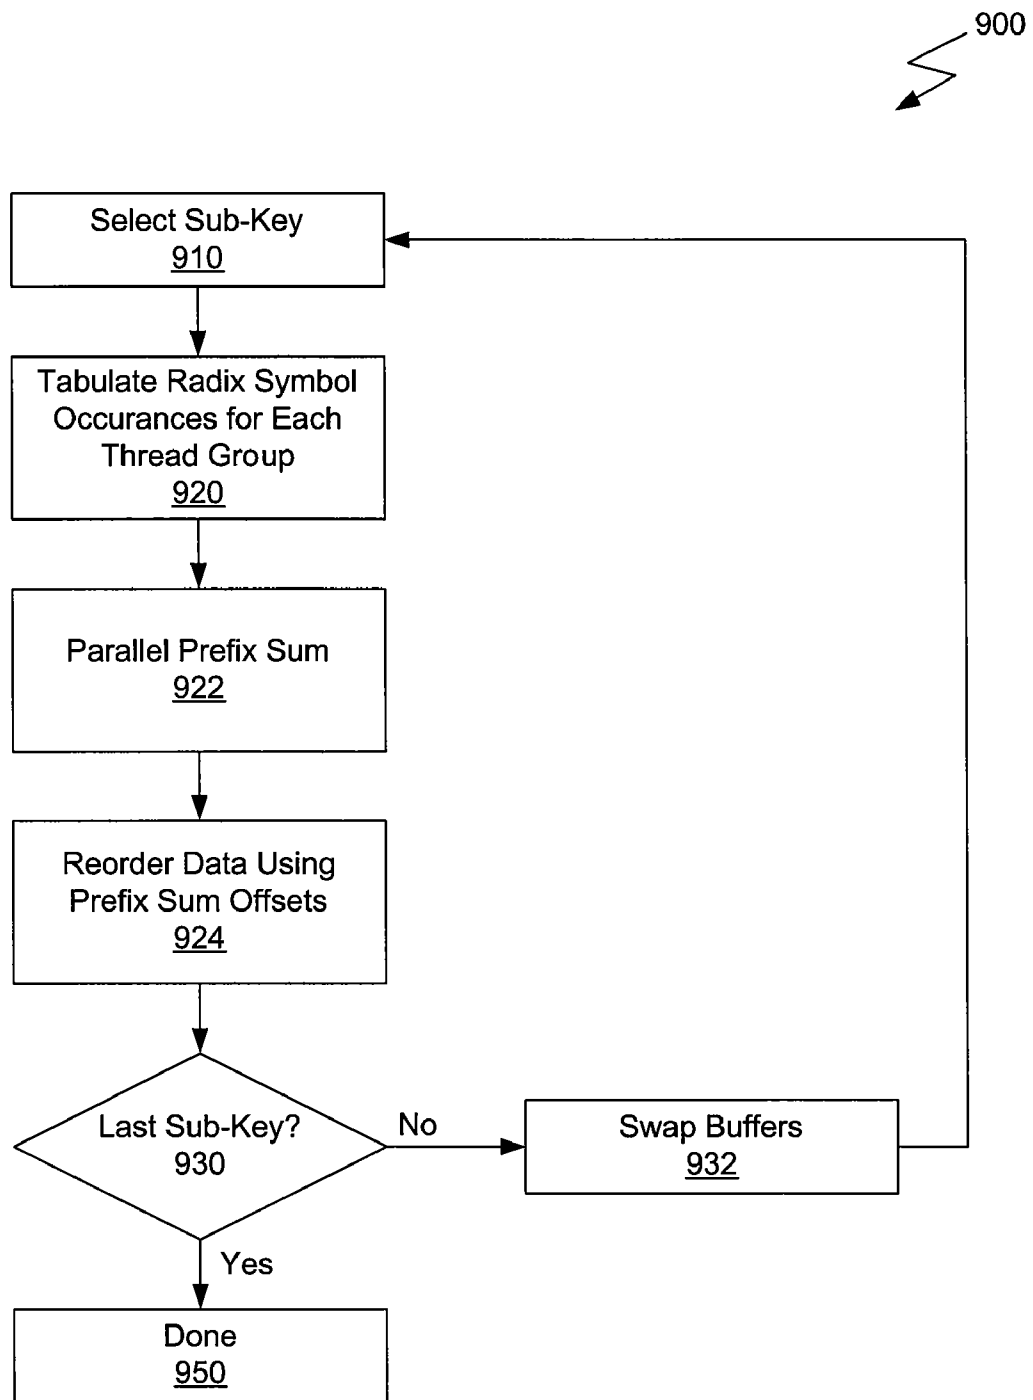 900
Select Sub-Key
910
Tabulate Radix Symbol
Occurances for Each
Thread Group
920
Parallel Prefix Sum
922
Reorder Data Using
Prefix Sum Offsets
924
Last Sub-Key?
930
No
Swap Buffers
932
Yes
Done
950